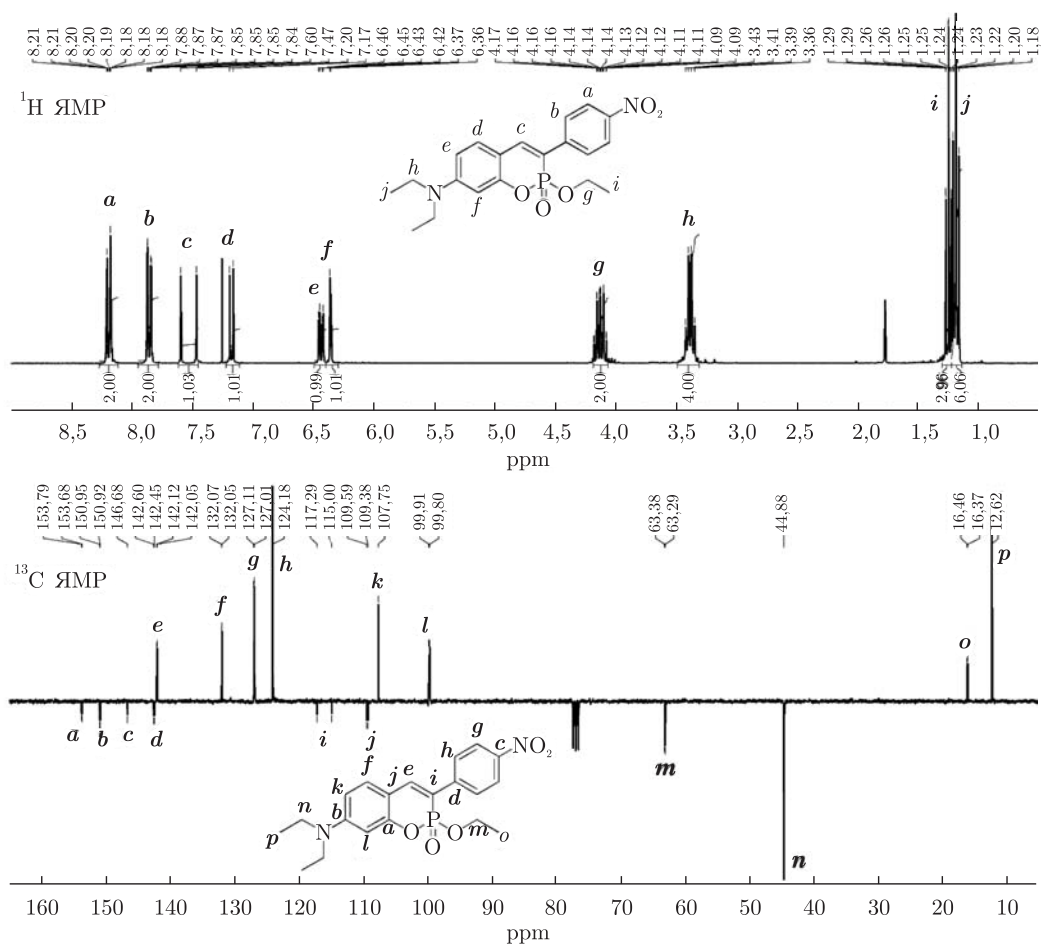 8,21 8,21 8,20 8,20 8,19 8,18 8,18 8,18 7,88 7,87 7,87 7,85 7,85 7,85 7,84 7,60 7,47 7,20 7,17 6,46 6,45 6,43 6,42 6,37 6,36 4,17 4,16 4,16 4,16 4,14 4,14 4,14 4,13 4,12 4,12 4,11 4,11 4,09 4,09 3,43 3,41 3,39 3,36 1,29 1,29 1,26 1,26 1,25 1,25 1,24 1,24 1,23 1,22 1,20 1,18
¹H ЯМР
i j
a
b NO₂
d c
e
h
j N O P O i
g
f O
a b c d e f g h
2,00 2,00 1,03 1,01 0,99 1,01 2,00 4,00 2,96 6,06
8,5 8,0 7,5 7,0 6,5 6,0 5,5 5,0 4,5 4,0 3,5 3,0 2,5 2,0 1,5 1,0
ppm
153,79 153,68 150,95 150,92 146,68 142,60 142,45 142,12 142,05 132,07 132,05 127,11 127,01 124,18 117,29 115,00 109,59 109,38 107,75 99,91 99,80 63,38 63,29 44,88 16,46 16,37 12,62
¹³C ЯМР
e f g h k l o p
a b c d i j m n
g
h c NO₂
f e i
k j d
n b a O P O m o
p N l O
160 150 140 130 120 110 100 90 80 70 60 50 40 30 20 10
ppm